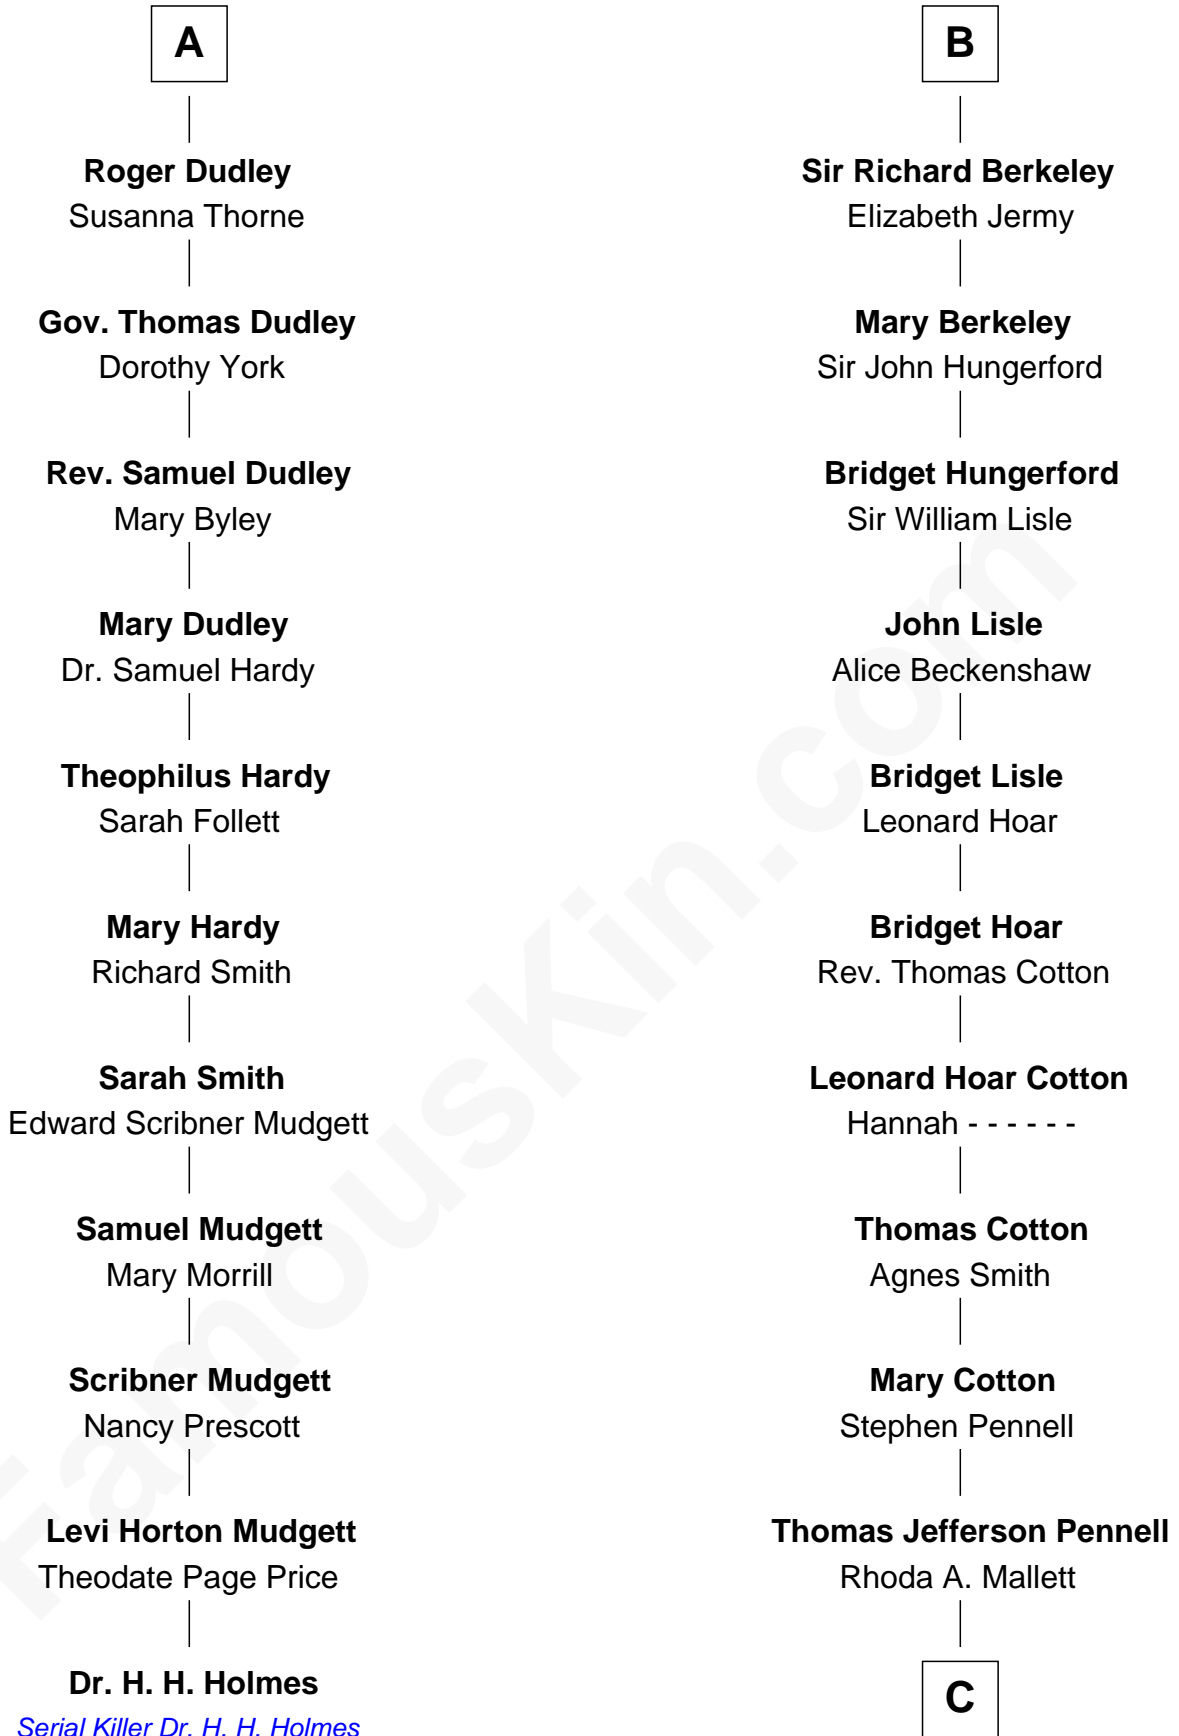 A
Roger Dudley
Susanna Thorne
Gov. Thomas Dudley
Dorothy York
Rev. Samuel Dudley
Mary Byley
Mary Dudley
Dr. Samuel Hardy
Theophilus Hardy
Sarah Follett
Mary Hardy
Richard Smith
Sarah Smith
Edward Scribner Mudgett
Samuel Mudgett
Mary Morrill
Scribner Mudgett
Nancy Prescott
Levi Horton Mudgett
Theodate Page Price
Dr. H. H. Holmes
Serial Killer Dr. H. H. Holmes
B
Sir Richard Berkeley
Elizabeth Jermy
Mary Berkeley
Sir John Hungerford
Bridget Hungerford
Sir William Lisle
John Lisle
Alice Beckenshaw
Bridget Lisle
Leonard Hoar
Bridget Hoar
Rev. Thomas Cotton
Leonard Hoar Cotton
Hannah - - - - - -
Thomas Cotton
Agnes Smith
Mary Cotton
Stephen Pennell
Thomas Jefferson Pennell
Rhoda A. Mallett
C
FamousKin.com